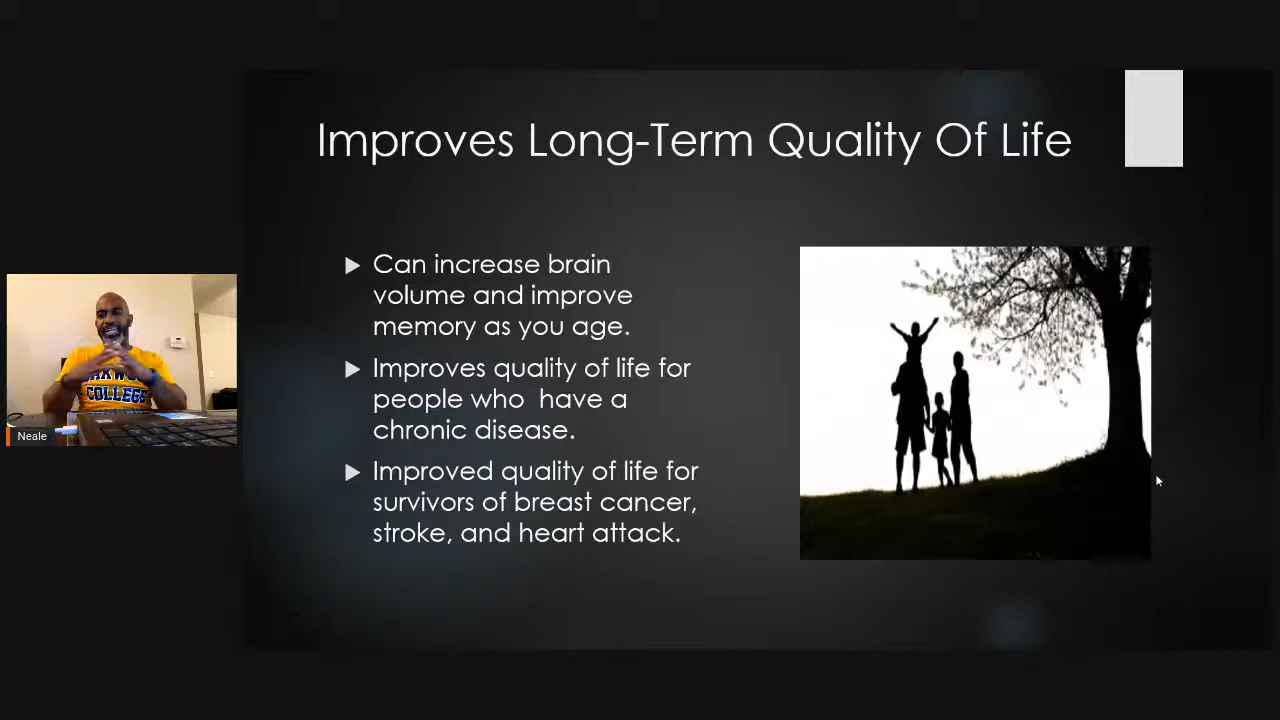 Improves Long-Term Quality Of Life
Can increase brain
volume and improve
memory as you age.
Improves quality of life for
people who have a
chronic disease.
Improved quality of life for
survivors of breast cancer,
stroke, and heart attack.
COLLEGE
Neale